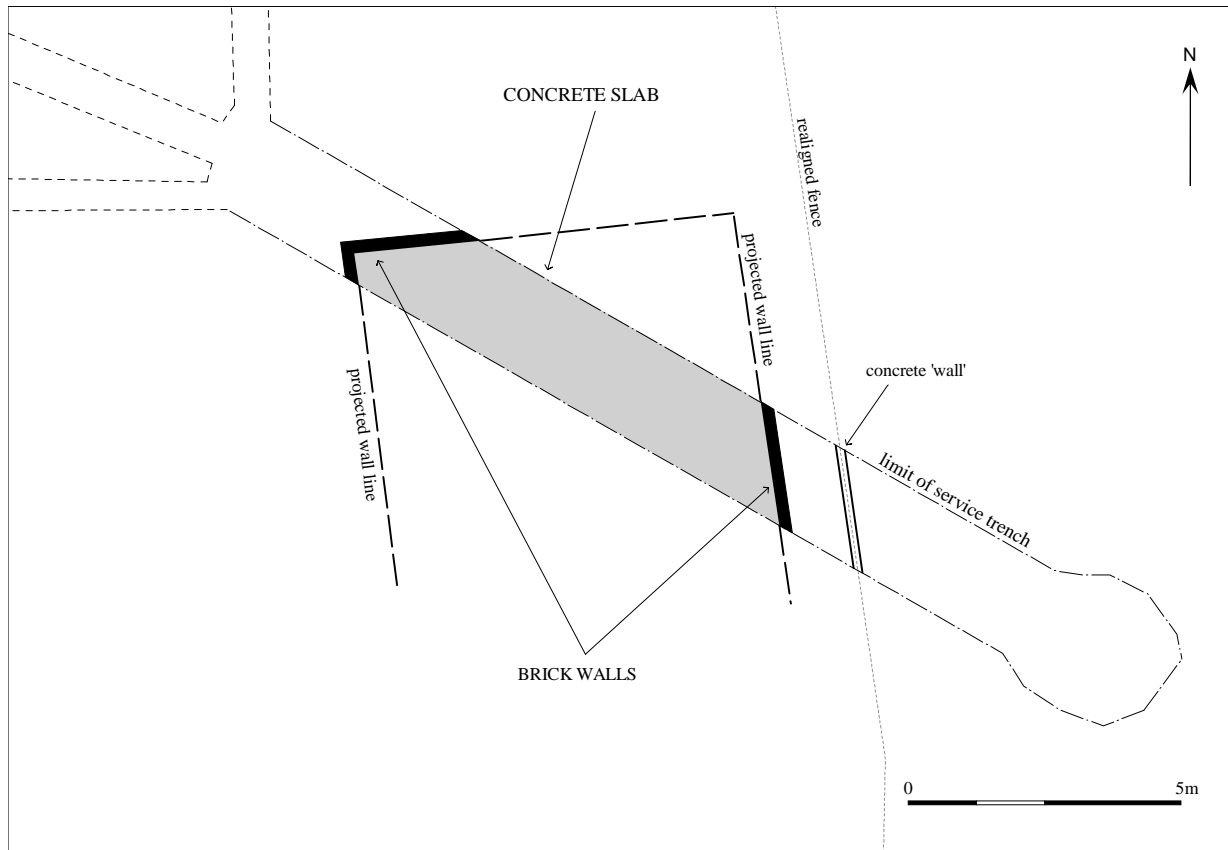 N
CONCRETE SLAB
realigned fence
projected wall line
projected wall line
concrete 'wall'
limit of service trench
BRICK WALLS
0 5m